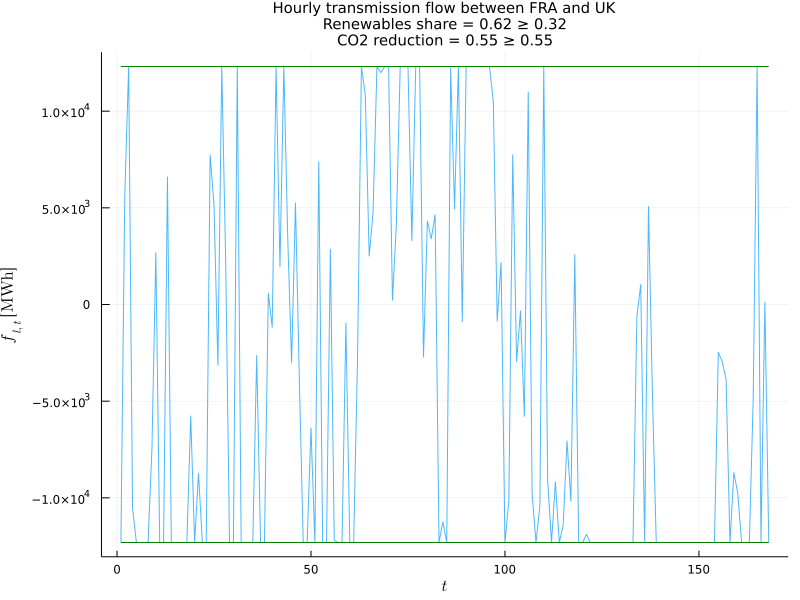 Hourly transmission flow between FRA and UK
Renewables share = 0.62 ≥ 0.32
CO2 reduction = 0.55 ≥ 0.55
1.0×10⁴
5.0×10³
0
−5.0×10³
−1.0×10⁴
f_{l,t} [MWh]
0 50 100 150
t